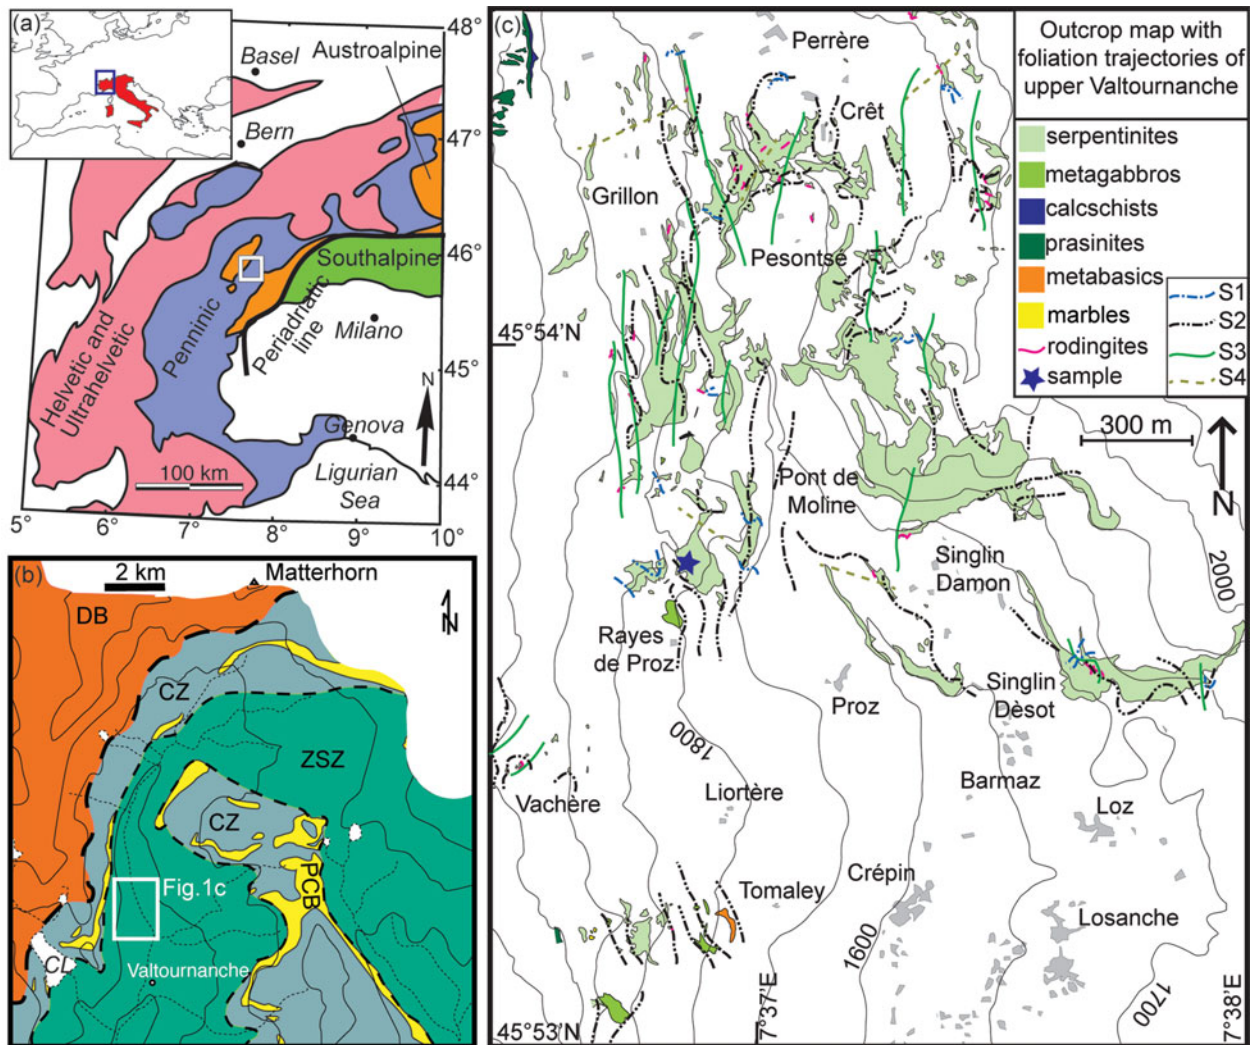 (a)
Basel
Austroalpine
Bern
48°
47°
46°
45°
44°
Southalpine
Penninic
Periadriatic
line
Milano
Helvetic and
Ultrahelvetic
N
Genova
100 km
Ligurian
Sea
5°
6°
7°
8°
9°
10°
(b)
2 km
Matterhorn
N
DB
CZ
ZSZ
CZ
PCB
Fig.1c
CL
Valtournanche
(c)
Perrère
Crêt
Grillon
Pesontsé
45°54'N
Pont de
Moline
Singlin
Damon
2000
Rayes
de Proz
Singlin
Dèsot
Proz
1800
Barmaz
Vachère
Liortère
Loz
Tomaley
Crépin
Losanche
1600
1700
45°53'N
7°37'E
7°38'E
Outcrop map with
foliation trajectories of
upper Valtournanche
serpentinites
metagabbros
calcschists
prasinites
metabasics
marbles
rodingites
sample
S1
S2
S3
S4
300 m
N